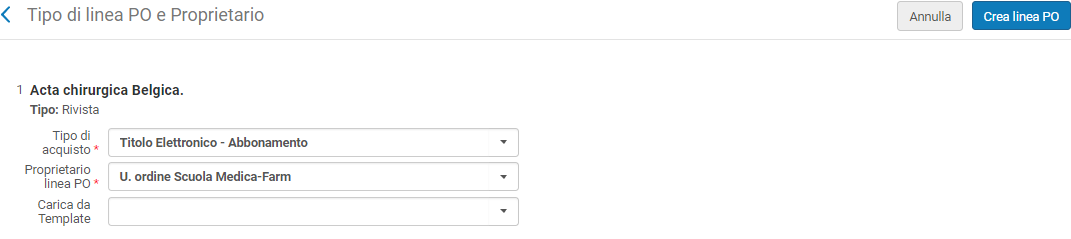 Tipo di linea PO e Proprietario
Annulla
Crea linea PO
1 Acta chirurgica Belgica.
Tipo: Rivista
Tipo di
acquisto *
Titolo Elettronico - Abbonamento
Proprietario
linea PO *
U. ordine Scuola Medica-Farm
Carica da
Template